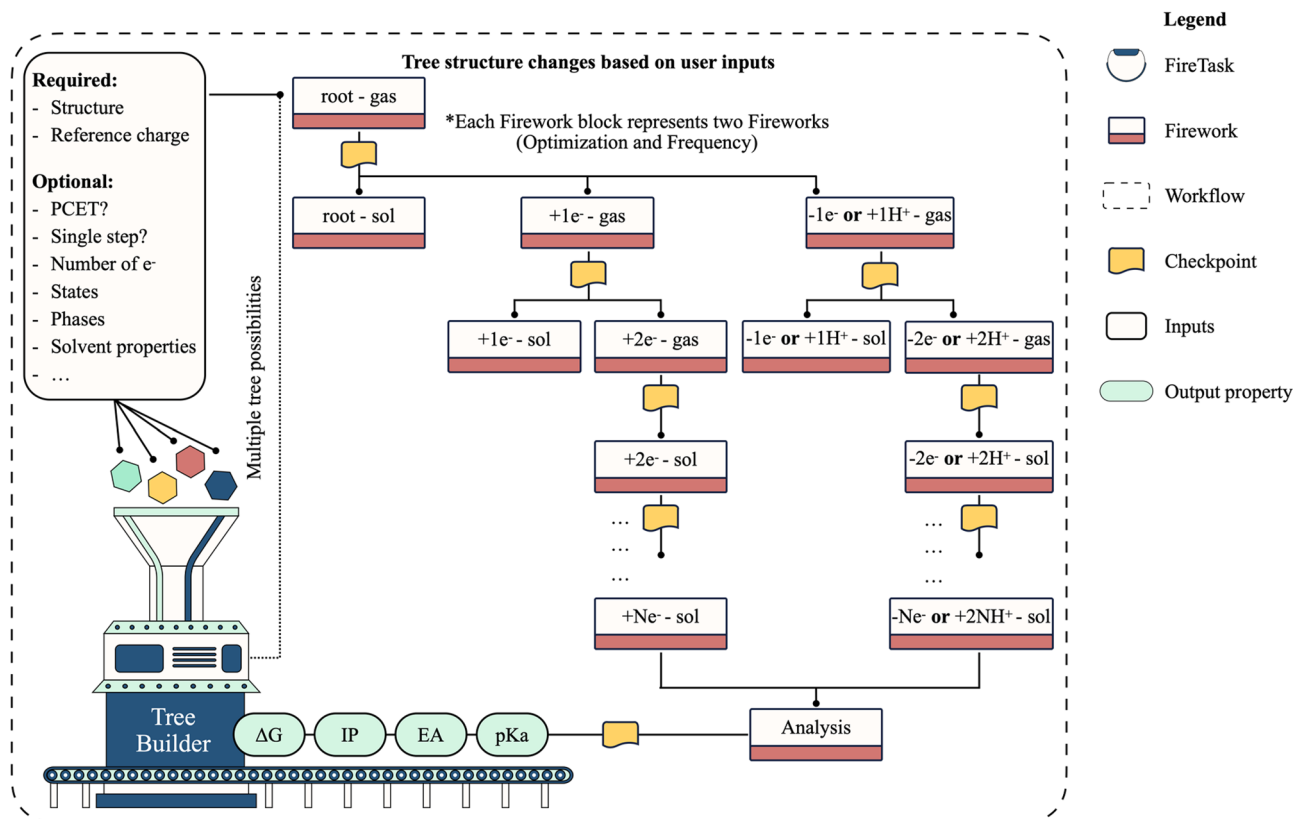 Legend
FireTask
Firework
Workflow
Checkpoint
Inputs
Output property
Tree structure changes based on user inputs
*Each Firework block represents two Fireworks
(Optimization and Frequency)
Required:
- Structure
- Reference charge
Optional:
- PCET?
- Single step?
- Number of e-
- States
- Phases
- Solvent properties
- …
Multiple tree possibilities
root - gas
root - sol
+1e- - gas
-1e- or +1H+ - gas
+1e- - sol
+2e- - gas
-1e- or +1H+ - sol
-2e- or +2H+ - gas
+2e- - sol
-2e- or +2H+ - sol
… …
… …
… …
+Ne- - sol
-Ne- or +2NH+ - sol
Analysis
Tree
Builder
ΔG
IP
EA
pKa